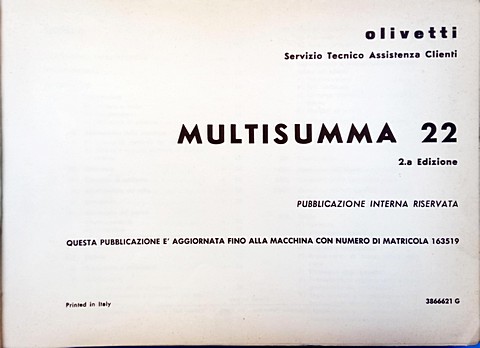 olivetti
Servizio Tecnico Assistenza Clienti
MULTISUMMA 22
2.a Edizione
PUBBLICAZIONE INTERNA RISERVATA
QUESTA PUBBLICAZIONE E' AGGIORNATA FINO ALLA MACCHINA CON NUMERO DI MATRICOLA 163519
Printed in Italy
3866621 G